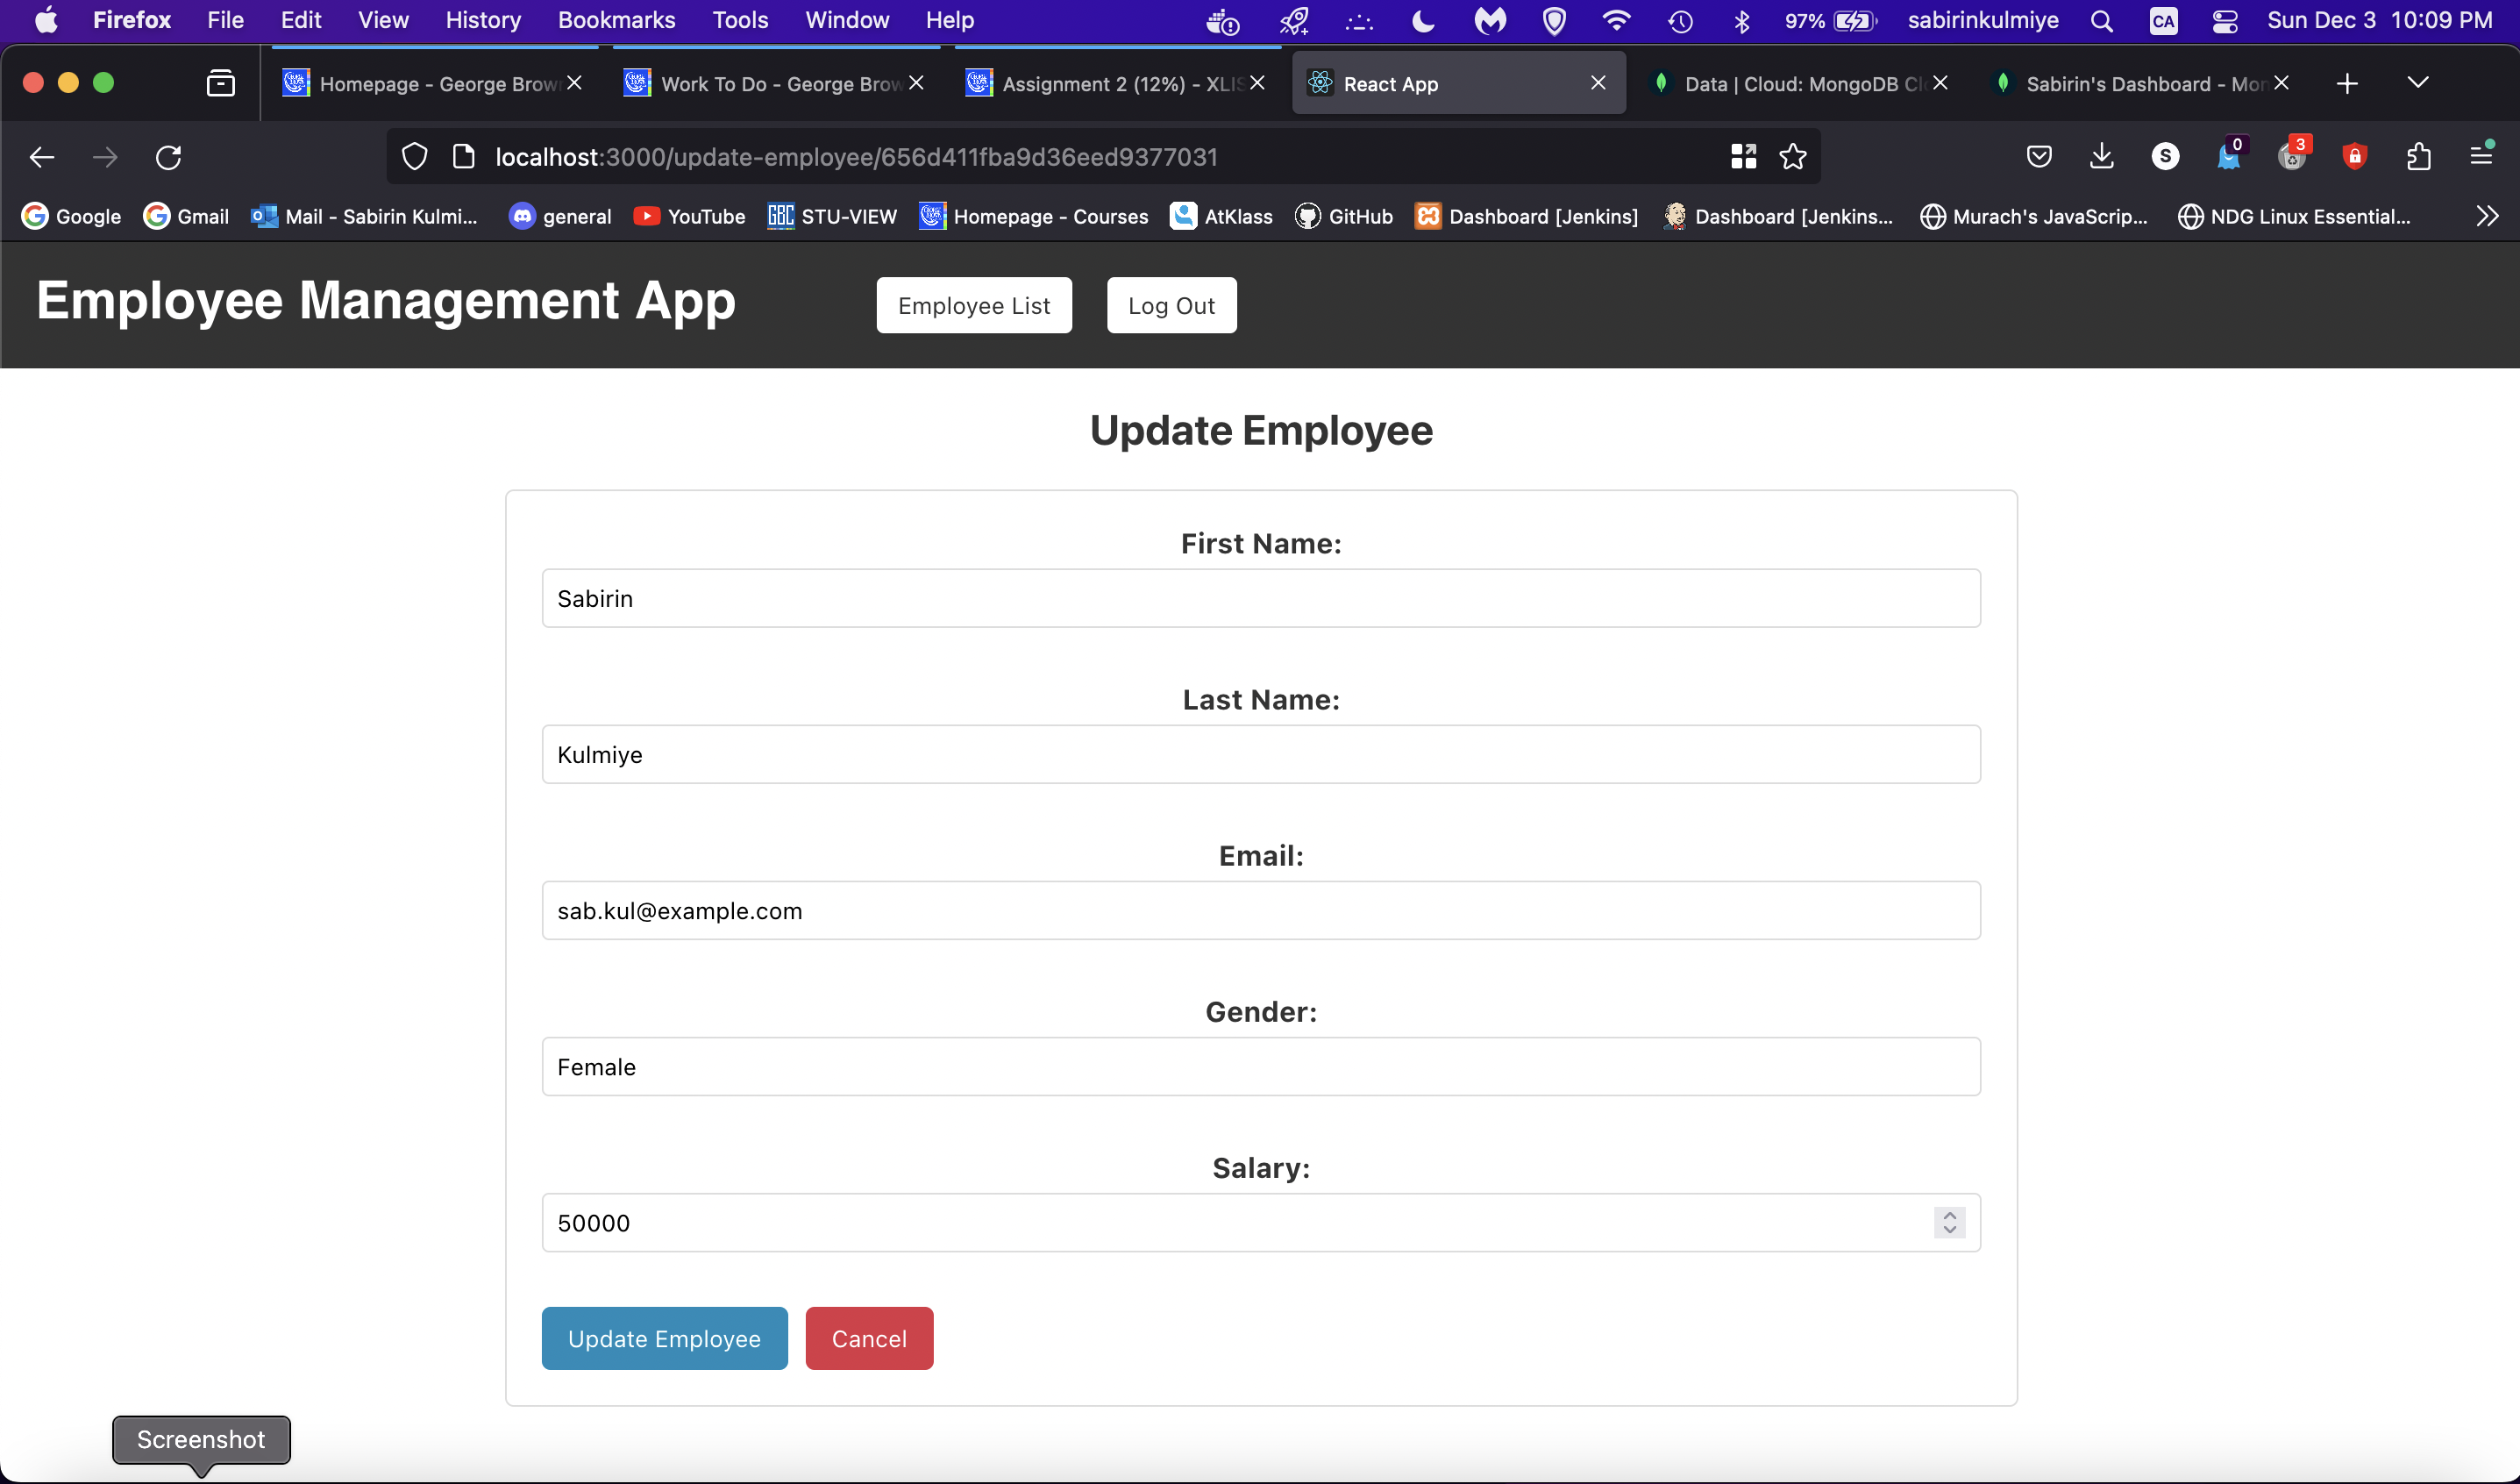 Firefox File Edit View History Bookmarks Tools Window Help 97% sabirinkulmiye CA Sun Dec 3 10:09 PM
Homepage - George Brow Work To Do - George Brow Assignment 2 (12%) - XLIS React App Data | Cloud: MongoDB Cl Sabirin's Dashboard - Mon
localhost:3000/update-employee/656d411fba9d36eed9377031 S 0 3
Google Gmail Mail - Sabirin Kulmi... general YouTube GBC STU-VIEW Homepage - Courses AtKlass GitHub Dashboard [Jenkins] Dashboard [Jenkins... Murach's JavaScrip... NDG Linux Essential...
Employee Management App Employee List Log Out
Update Employee
First Name:
Sabirin
Last Name:
Kulmiye
Email:
sab.kul@example.com
Gender:
Female
Salary:
50000
Update Employee Cancel
Screenshot